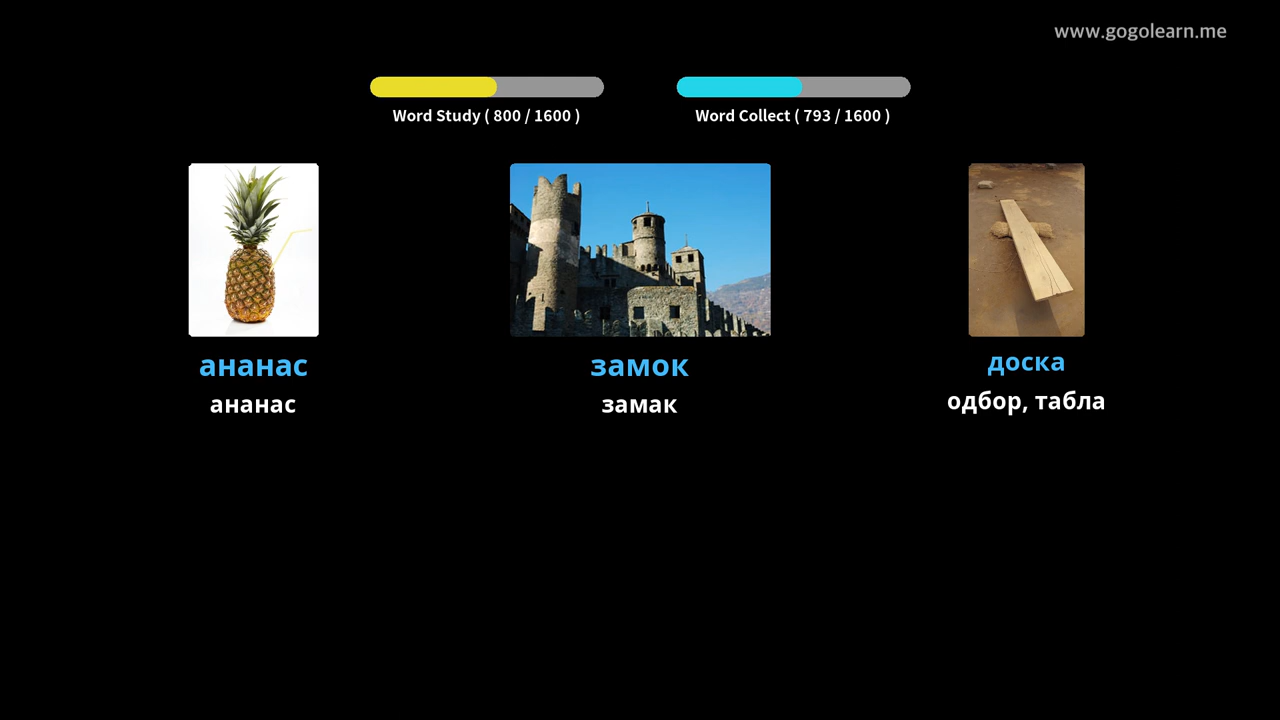 www.gogolearn.me
Word Study ( 800 / 1600 )
Word Collect ( 793 / 1600 )
ананас
ананас
замок
замак
доска
одбор, табла